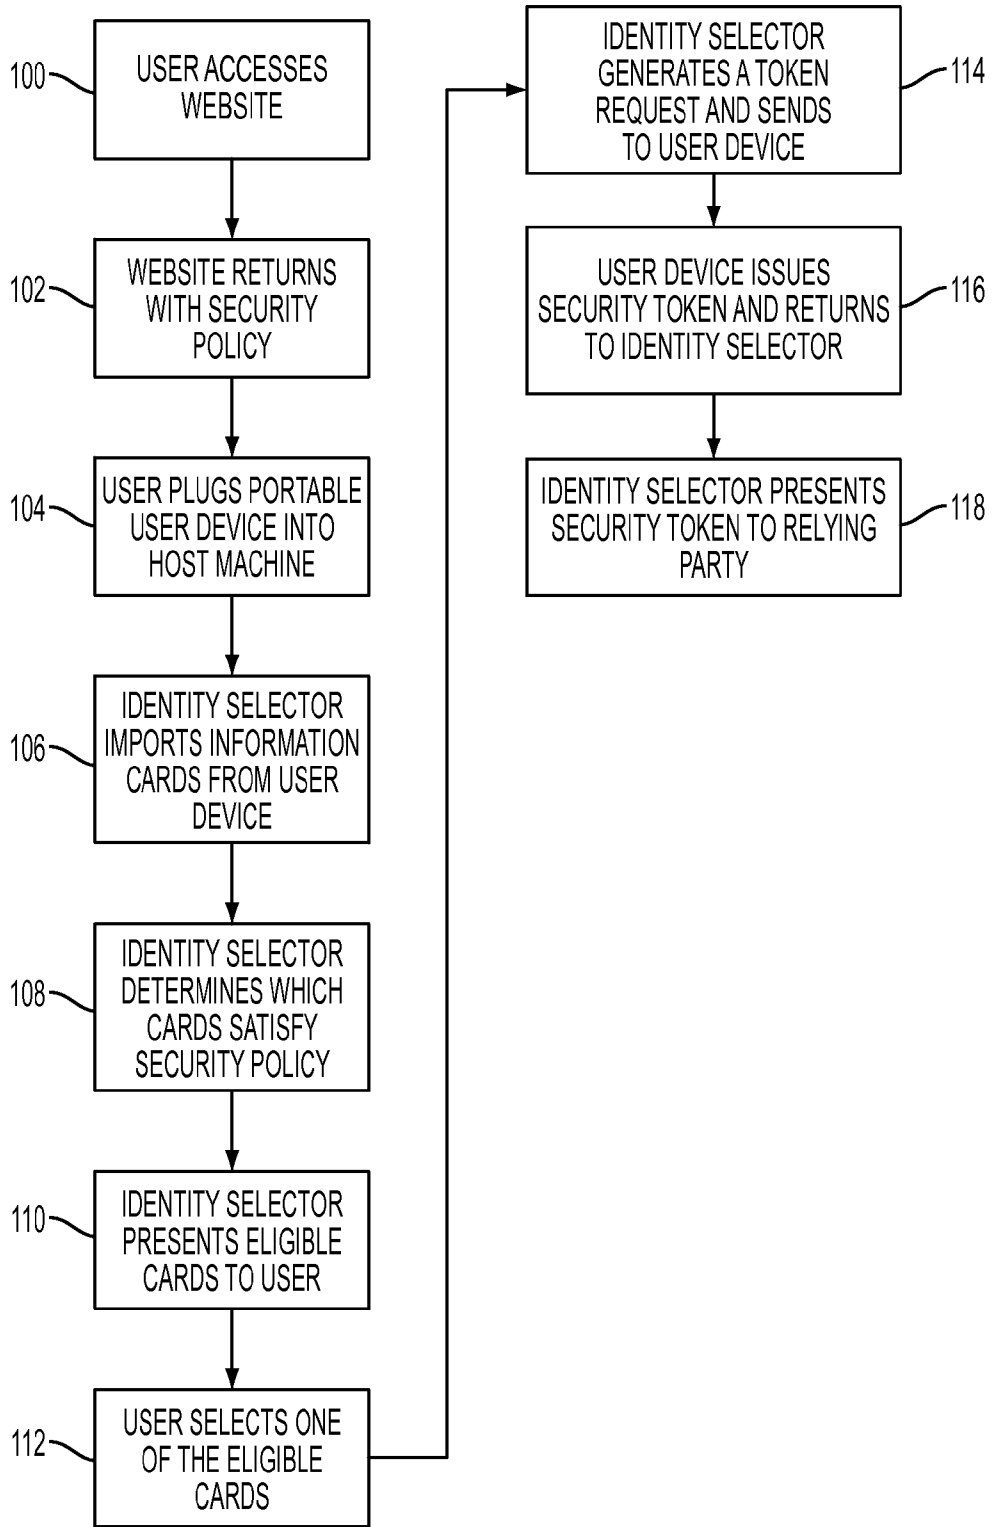 100
USER ACCESSES
WEBSITE
102
WEBSITE RETURNS
WITH SECURITY
POLICY
104
USER PLUGS PORTABLE
USER DEVICE INTO
HOST MACHINE
106
IDENTITY SELECTOR
IMPORTS INFORMATION
CARDS FROM USER
DEVICE
108
IDENTITY SELECTOR
DETERMINES WHICH
CARDS SATISFY
SECURITY POLICY
110
IDENTITY SELECTOR
PRESENTS ELIGIBLE
CARDS TO USER
112
USER SELECTS ONE
OF THE ELIGIBLE
CARDS
IDENTITY SELECTOR
GENERATES A TOKEN
REQUEST AND SENDS
TO USER DEVICE
114
USER DEVICE ISSUES
SECURITY TOKEN AND RETURNS
TO IDENTITY SELECTOR
116
IDENTITY SELECTOR PRESENTS
SECURITY TOKEN TO RELYING
PARTY
118